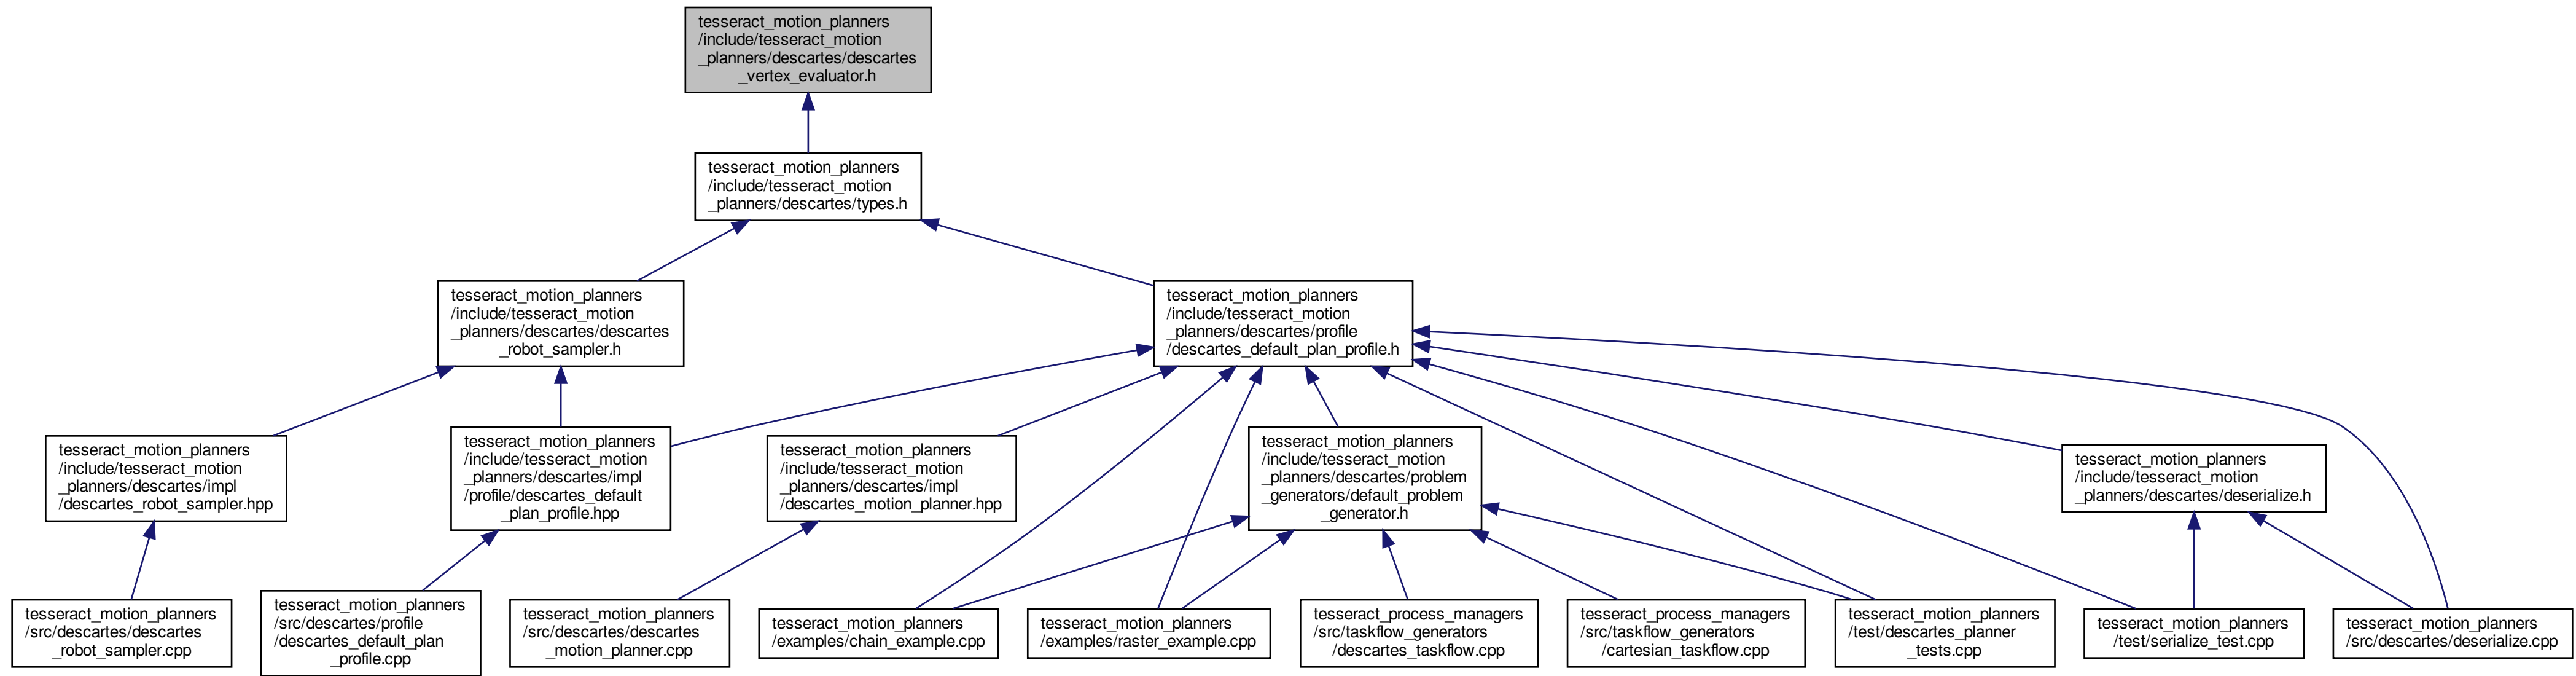 tesseract_motion_planners
/include/tesseract_motion
_planners/descartes/descartes
_vertex_evaluator.h
tesseract_motion_planners
/include/tesseract_motion
_planners/descartes/types.h
tesseract_motion_planners
/include/tesseract_motion
_planners/descartes/descartes
_robot_sampler.h
tesseract_motion_planners
/include/tesseract_motion
_planners/descartes/profile
/descartes_default_plan_profile.h
tesseract_motion_planners
/include/tesseract_motion
_planners/descartes/impl
/descartes_robot_sampler.hpp
tesseract_motion_planners
/include/tesseract_motion
_planners/descartes/impl
/profile/descartes_default
_plan_profile.hpp
tesseract_motion_planners
/include/tesseract_motion
_planners/descartes/impl
/descartes_motion_planner.hpp
tesseract_motion_planners
/include/tesseract_motion
_planners/descartes/problem
_generators/default_problem
_generator.h
tesseract_motion_planners
/include/tesseract_motion
_planners/descartes/deserialize.h
tesseract_motion_planners
/src/descartes/descartes
_robot_sampler.cpp
tesseract_motion_planners
/src/descartes/profile
/descartes_default_plan
_profile.cpp
tesseract_motion_planners
/src/descartes/descartes
_motion_planner.cpp
tesseract_motion_planners
/examples/chain_example.cpp
tesseract_motion_planners
/examples/raster_example.cpp
tesseract_process_managers
/src/taskflow_generators
/descartes_taskflow.cpp
tesseract_process_managers
/src/taskflow_generators
/cartesian_taskflow.cpp
tesseract_motion_planners
/test/descartes_planner
_tests.cpp
tesseract_motion_planners
/test/serialize_test.cpp
tesseract_motion_planners
/src/descartes/deserialize.cpp